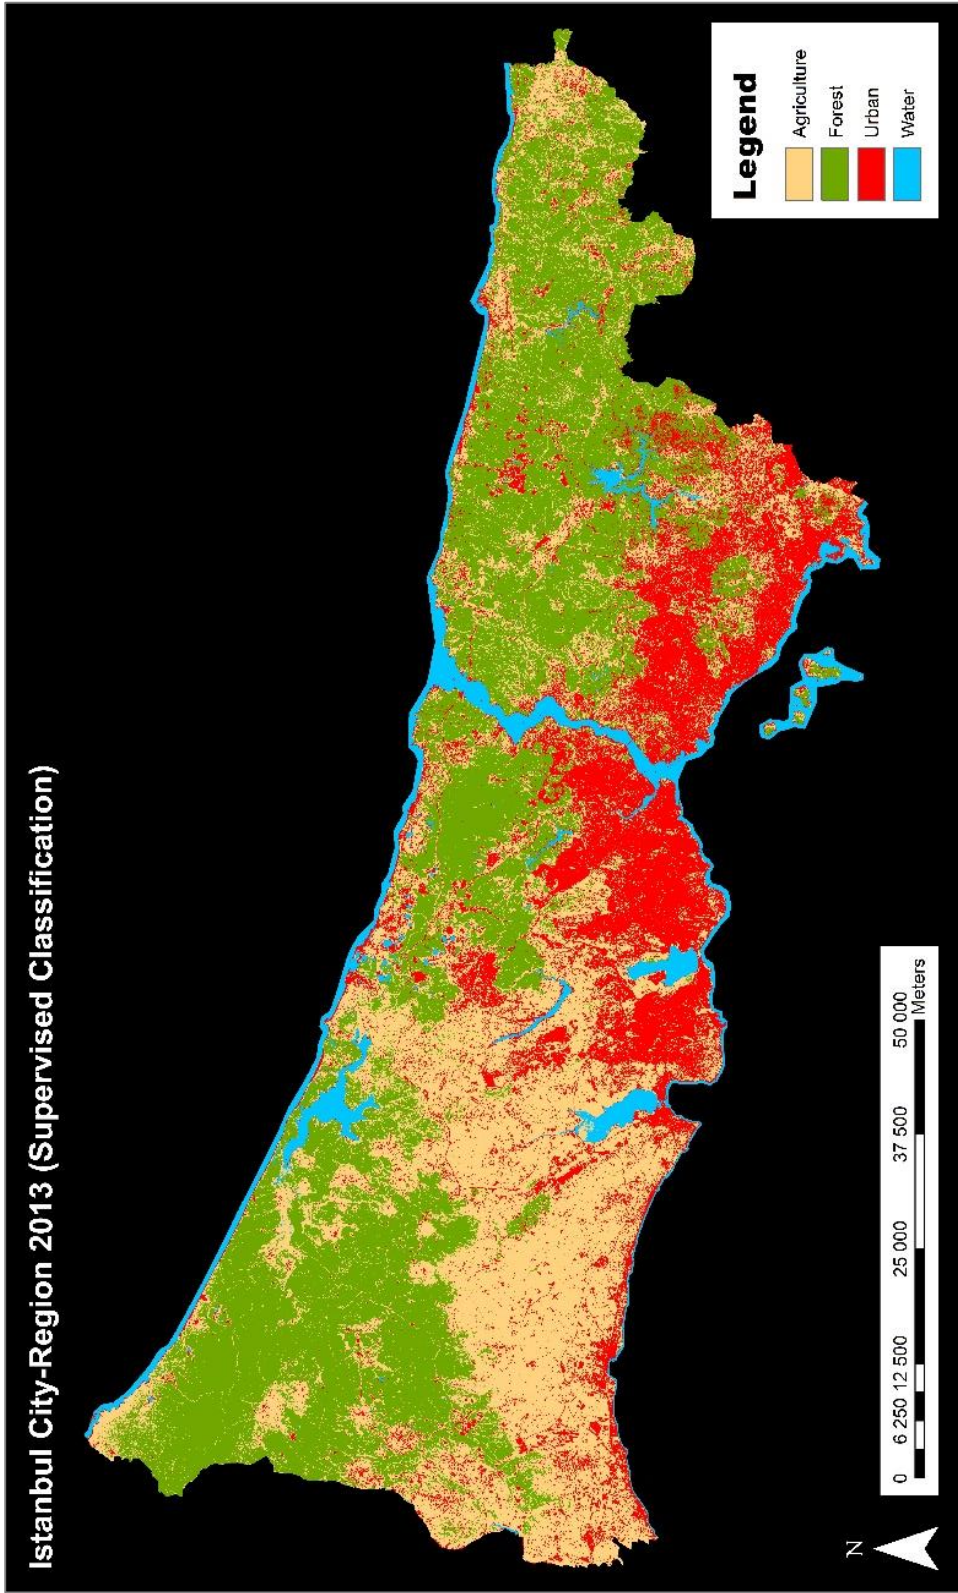 Istanbul City-Region 2013 (Supervised Classification)
Legend
Agriculture
Forest
Urban
Water
N
0 6 250 12 500 25 000 37 500 50 000
Meters